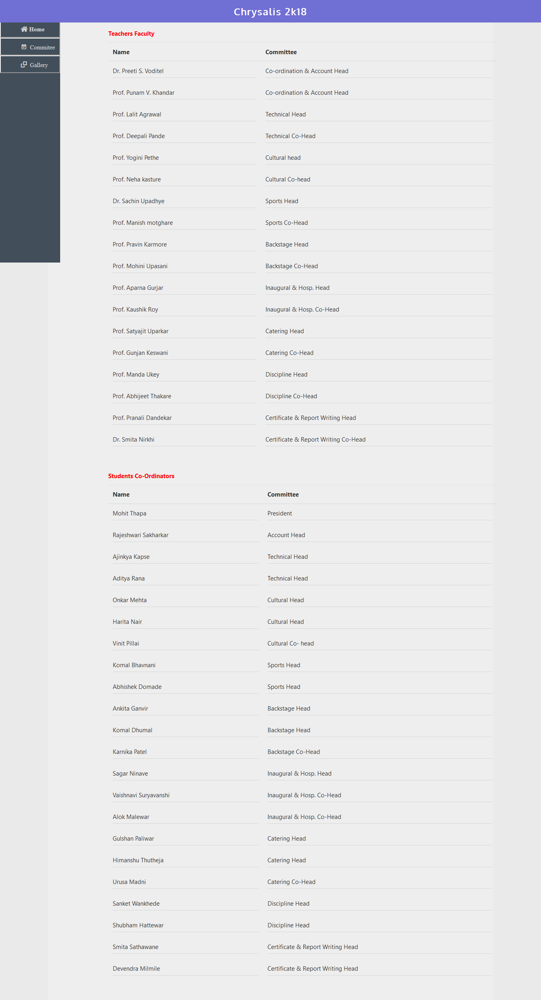 Chrysalis 2k18
Home
Commitee
Gallery
Teachers Faculty
Name Committee
Dr. Preeti S. Voditel Co-ordination & Account Head
Prof. Punam V. Khandar Co-ordination & Account Head
Prof. Lalit Agrawal Technical Head
Prof. Deepali Pande Technical Co-Head
Prof. Yogini Pethe Cultural head
Prof. Neha kasture Cultural Co-head
Dr. Sachin Upadhye Sports Head
Prof. Manish motghare Sports Co-Head
Prof. Pravin Karmore Backstage Head
Prof. Mohini Upasani Backstage Co-Head
Prof. Aparna Gurjar Inaugural & Hosp. Head
Prof. Kaushik Roy Inaugural & Hosp. Co-Head
Prof. Satyajit Uparkar Catering Head
Prof. Gunjan Keswani Catering Co-Head
Prof. Manda Ukey Discipline Head
Prof. Abhijeet Thakare Discipline Co-Head
Prof. Pranali Dandekar Certificate & Report Writing Head
Dr. Smita Nirkhi Certificate & Report Writing Co-Head
Students Co-Ordinators
Name Committee
Mohit Thapa President
Rajeshwari Sakharkar Account Head
Ajinkya Kapse Technical Head
Aditya Rana Technical Head
Onkar Mehta Cultural Head
Harita Nair Cultural Head
Vinit Pillai Cultural Co- head
Komal Bhavnani Sports Head
Abhishek Domade Sports Head
Ankita Ganvir Backstage Head
Komal Dhumal Backstage Head
Karnika Patel Backstage Co-Head
Sagar Ninave Inaugural & Hosp. Head
Vaishnavi Suryavanshi Inaugural & Hosp. Co-Head
Alok Malewar Inaugural & Hosp. Co-Head
Gulshan Paliwar Catering Head
Himanshu Thutheja Catering Head
Urusa Madni Catering Co-Head
Sanket Wankhede Discipline Head
Shubham Hattewar Discipline Head
Smita Sathawane Certificate & Report Writing Head
Devendra Milmile Certificate & Report Writing Head